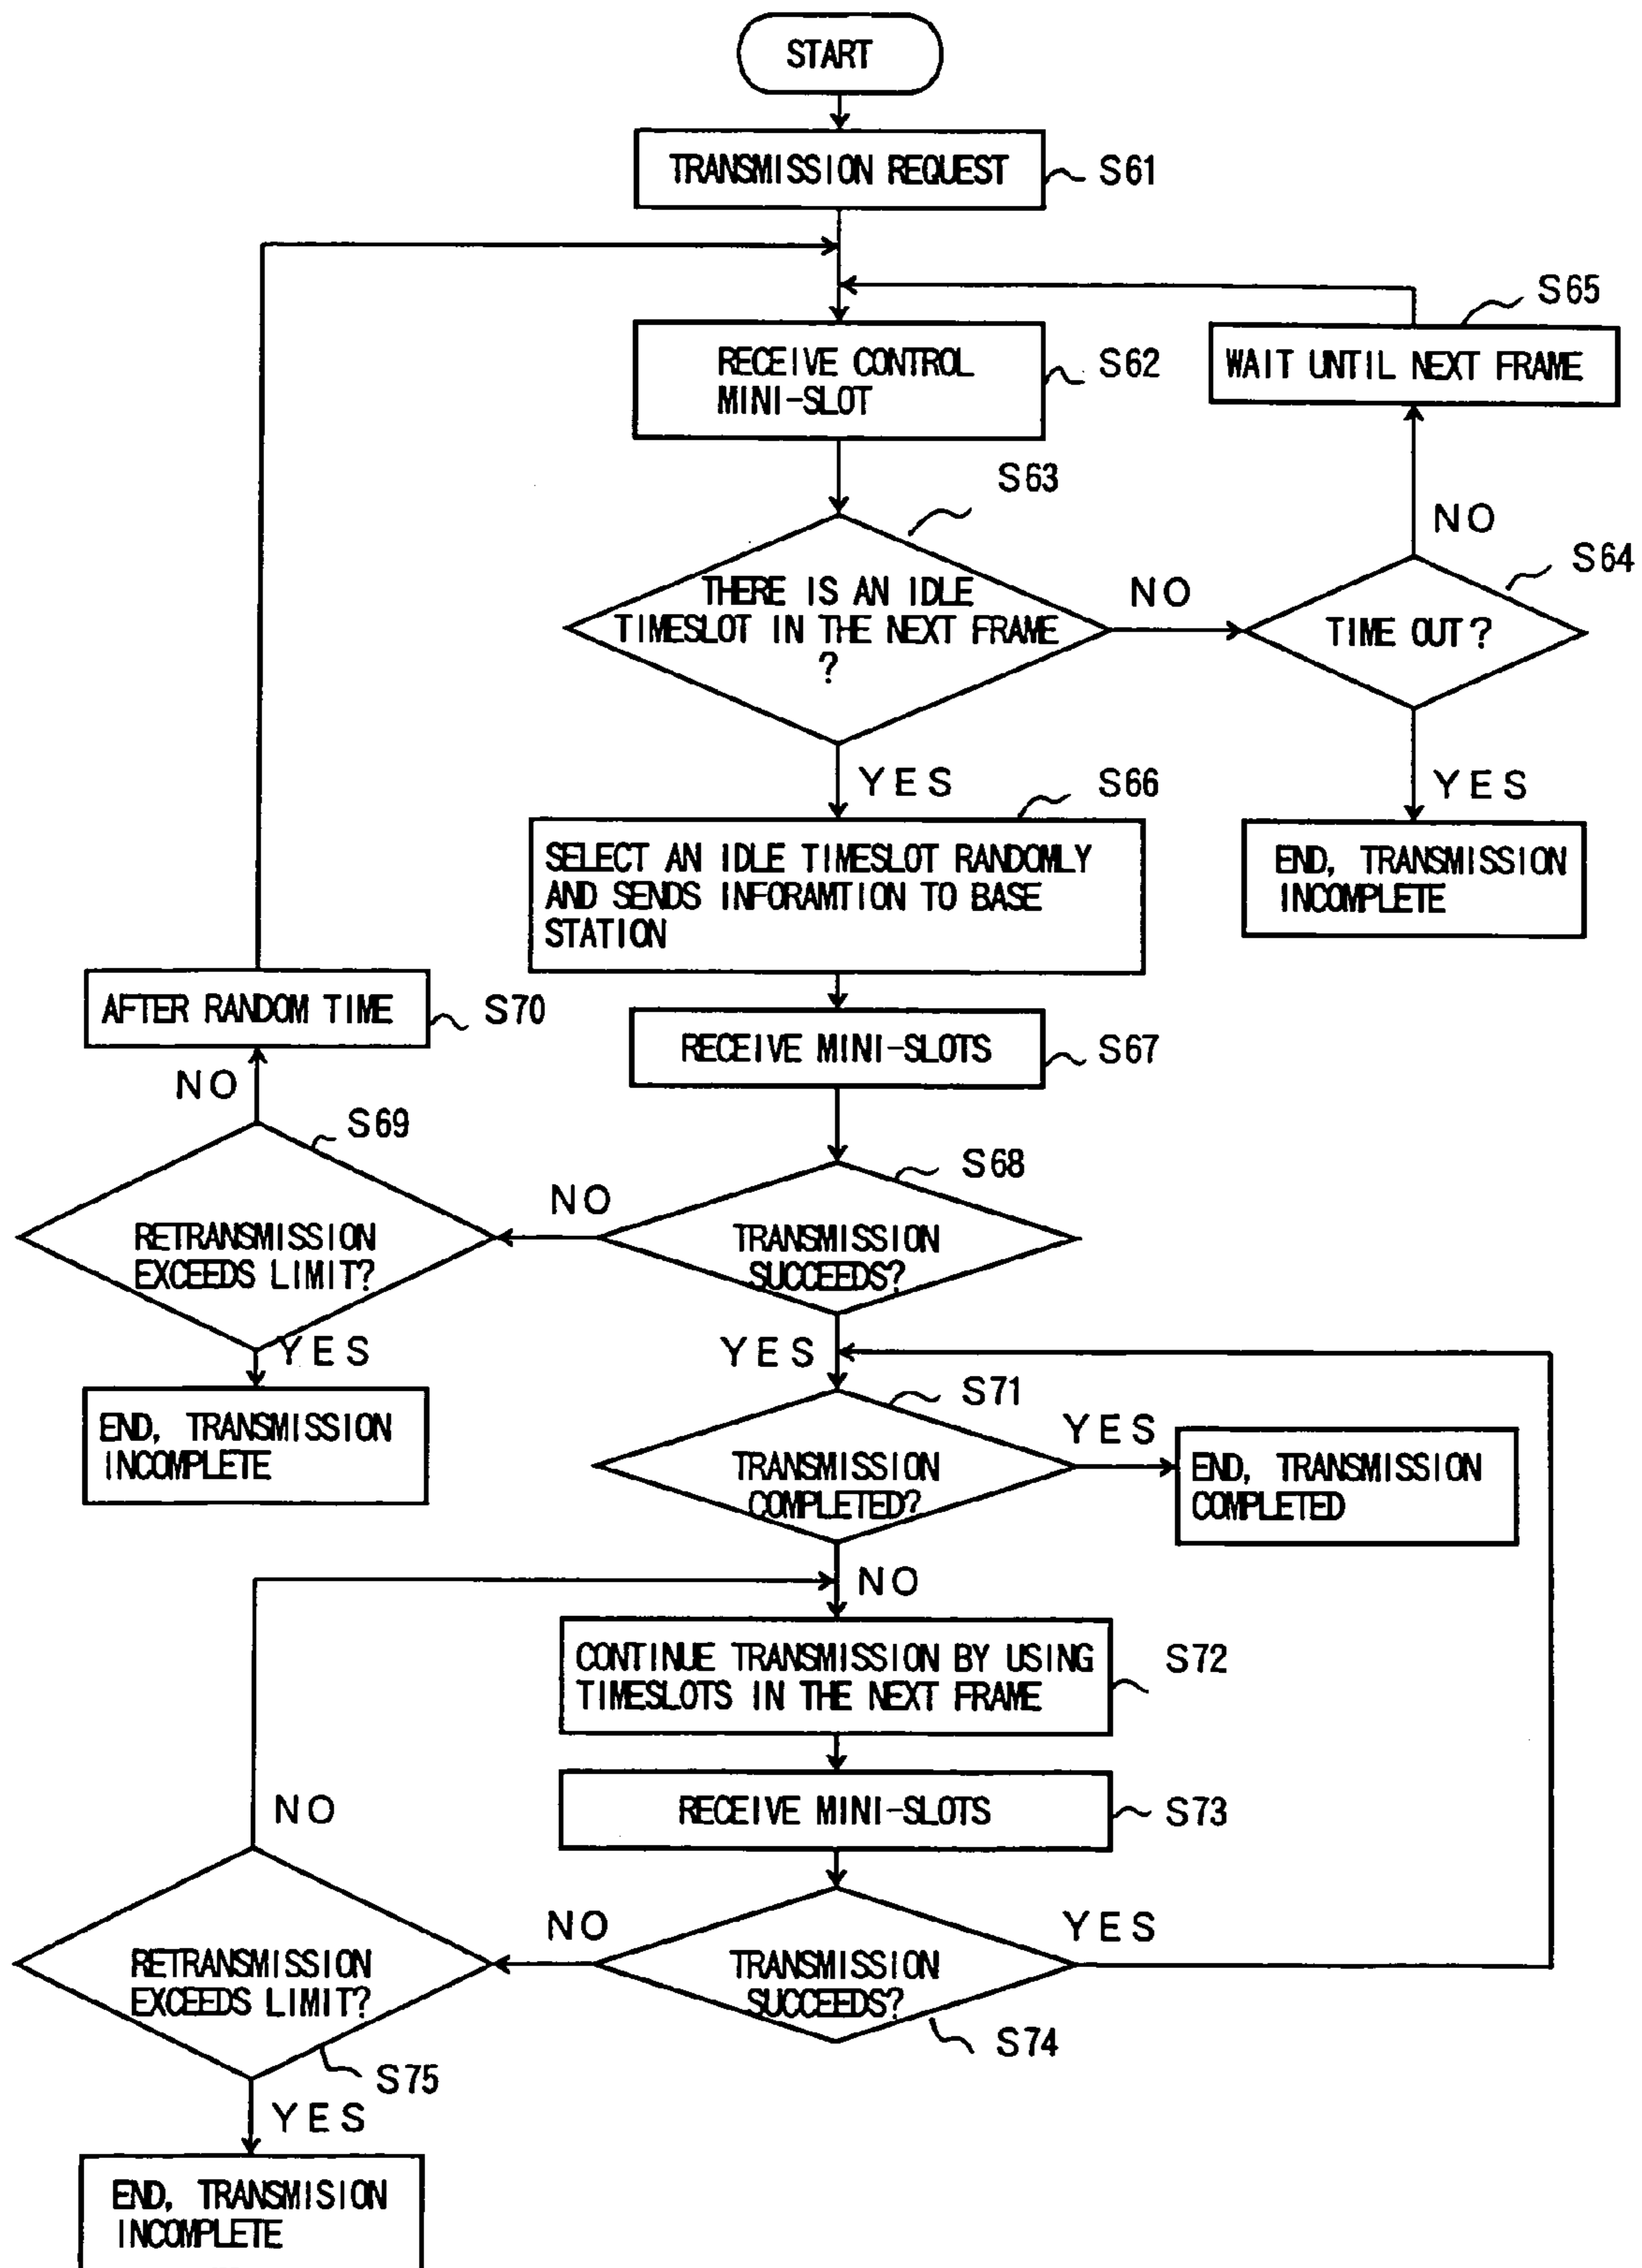 START
TRANSMISSION REQUEST
S61
S65
RECEIVE CONTROL
MINI-SLOT
S62
WAIT UNTIL NEXT FRAME
S63
NO
S64
THERE IS AN IDLE
TIMESLOT IN THE NEXT FRAME
?
NO
TIME OUT?
YES
S66
YES
SELECT AN IDLE TIMESLOT RANDOMLY
AND SENDS INFORAMTION TO BASE
STATION
END, TRANSMISSION
INCOMPLETE
AFTER RANDOM TIME
S70
RECEIVE MINI-SLOTS
S67
NO
S69
S68
NO
RETRANSMISSION
EXCEEDS LIMIT?
TRANSMISSION
SUCCEEDS?
YES
YES
S71
END, TRANSMISSION
INCOMPLETE
YES
TRANSMISSION
COMPLETED?
END, TRANSMISSION
COMPLETED
NO
CONTINUE TRANSMISSION BY USING
TIMESLOTS IN THE NEXT FRAME
S72
NO
RECEIVE MINI-SLOTS
S73
NO
YES
RETRANSMISSION
EXCEEDS LIMIT?
TRANSMISSION
SUCCEEDS?
S74
S75
YES
END, TRANSMISION
INCOMPLETE